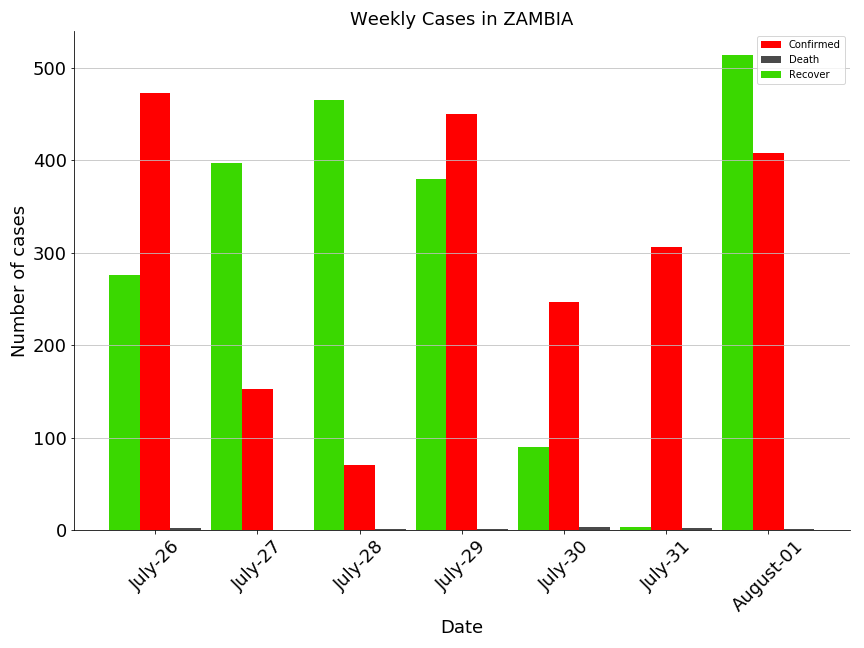 Weekly Cases in ZAMBIA
Confirmed
Death
Recover
Number of cases
500
400
300
200
100
0
July-26
July-27
July-28
July-29
July-30
July-31
August-01
Date